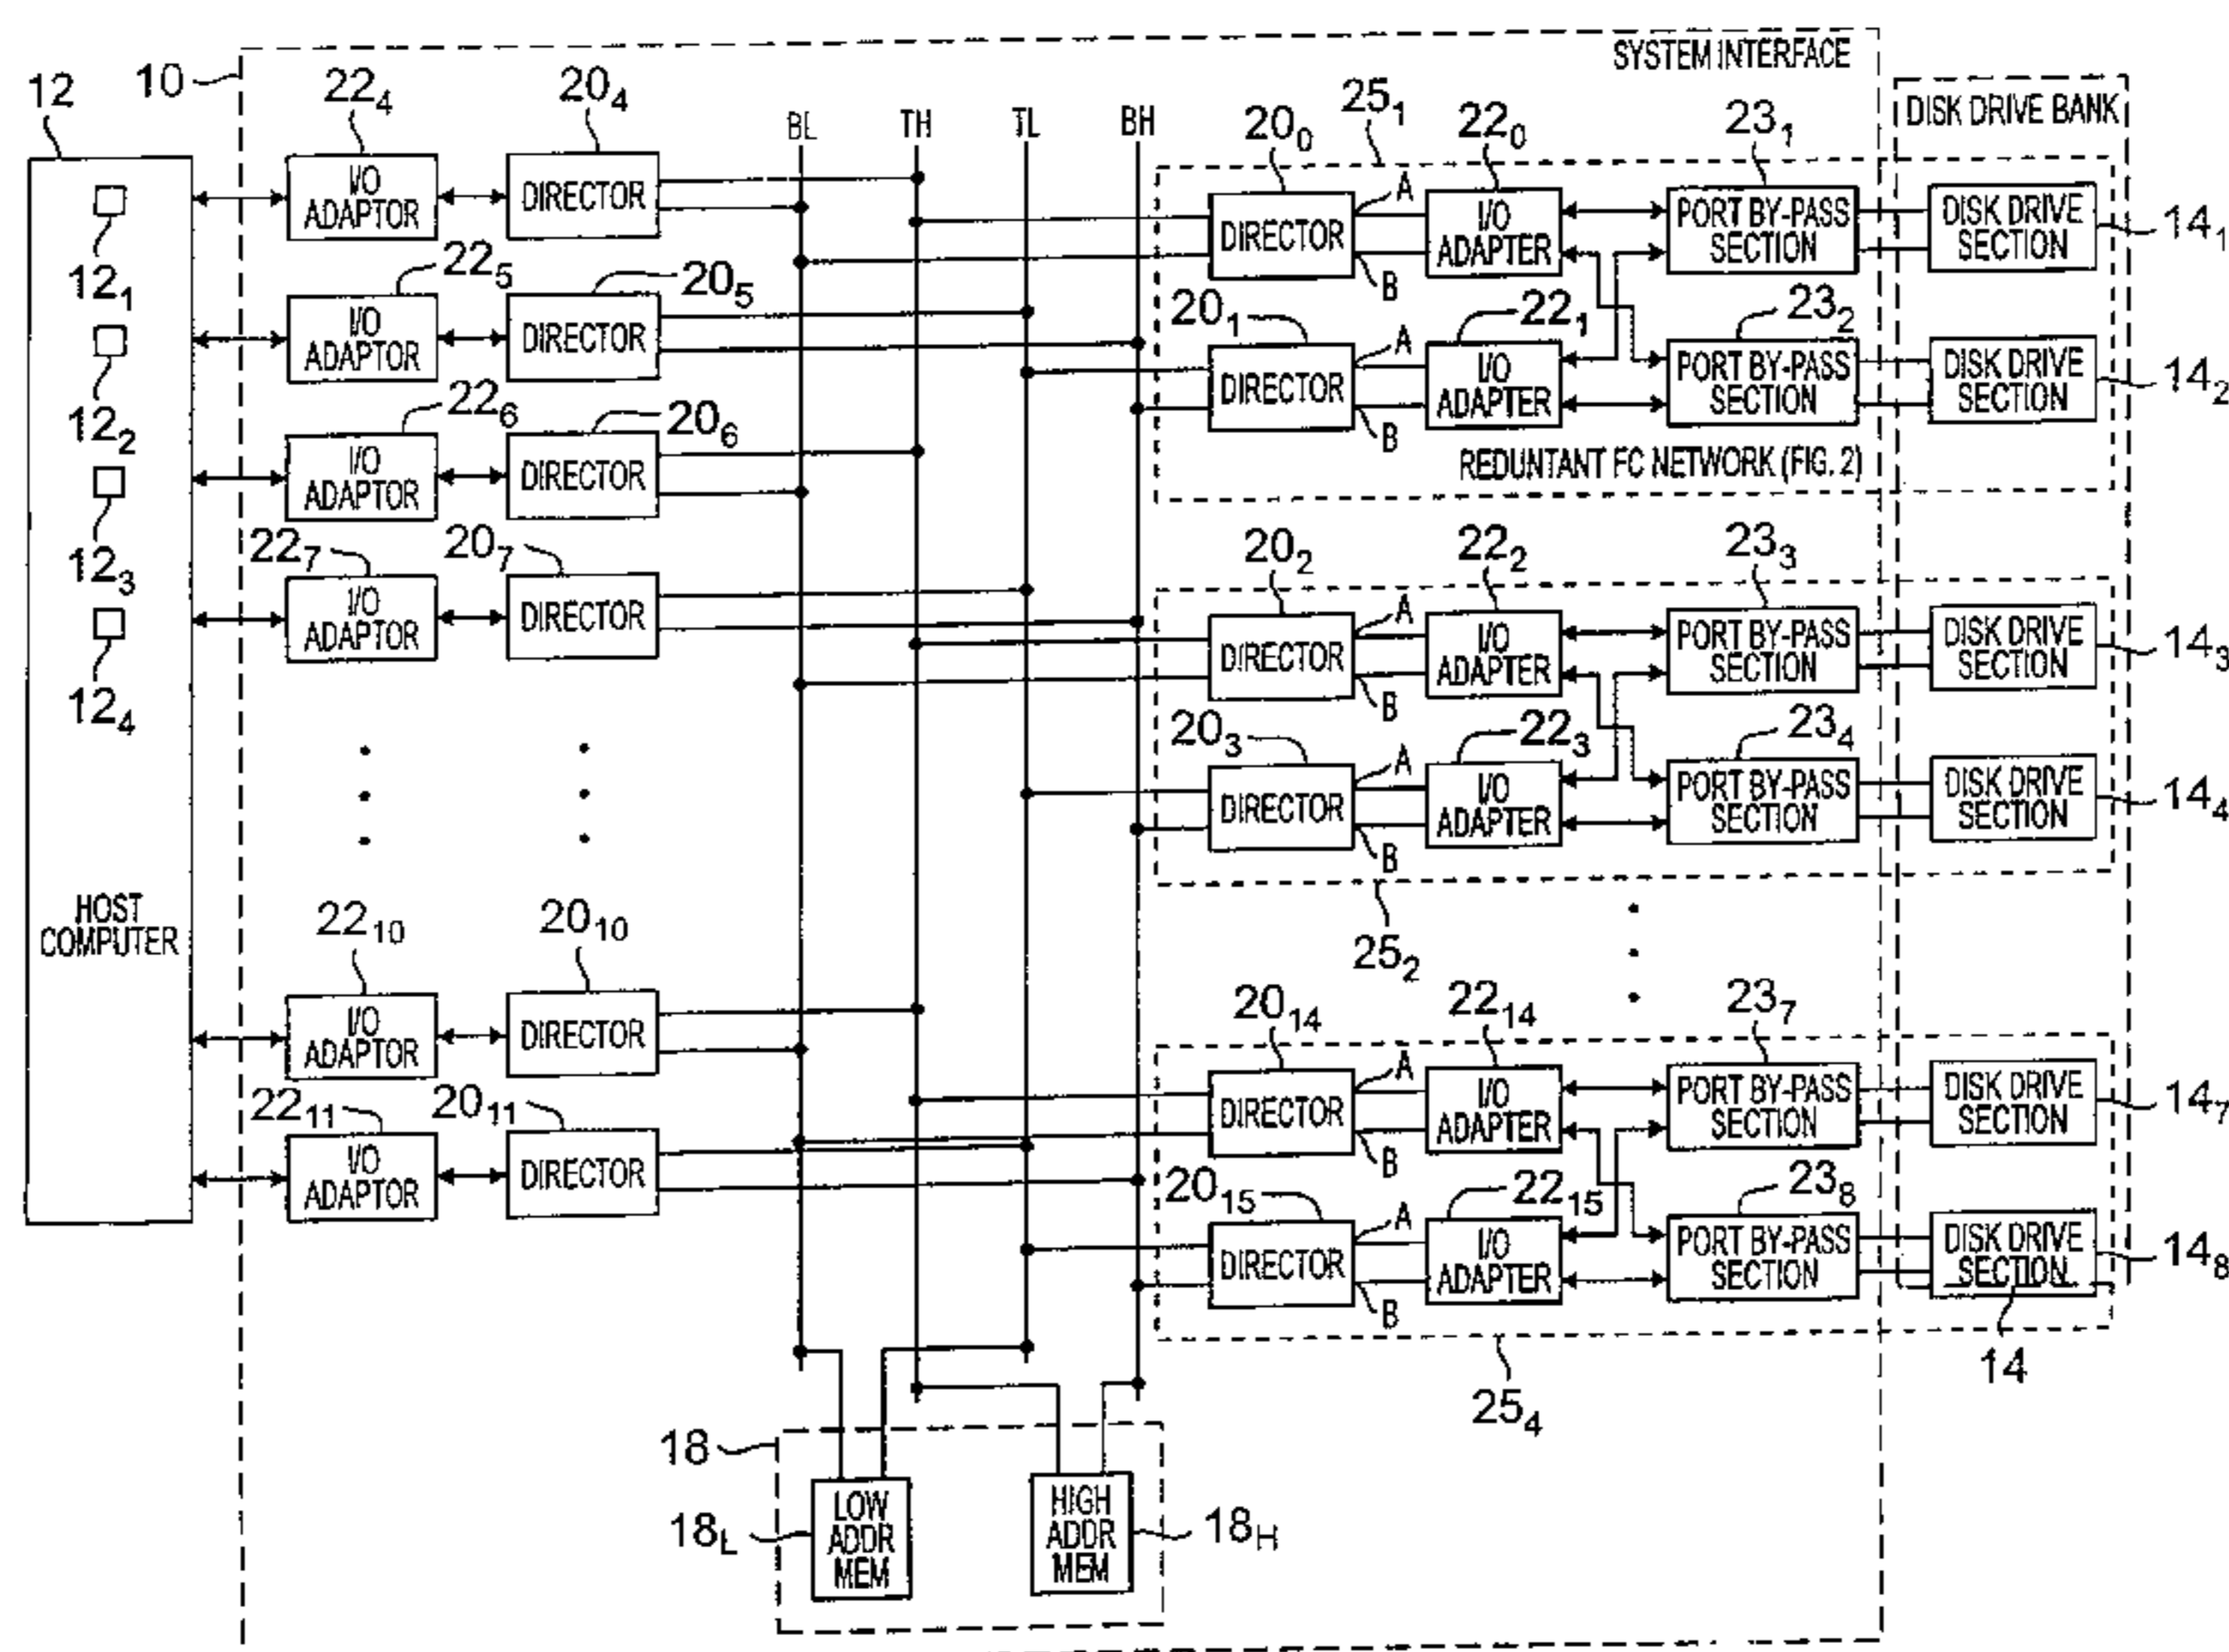 SYSTEM INTERFACE
DISK DRIVE BANK
12
10
22₄
20₄
BL
TH
TL
BH
25₁
20₀
22₀
23₁
I/O
ADAPTOR
DIRECTOR
DIRECTOR
A
B
I/O
ADAPTER
PORT BY-PASS
SECTION
DISK DRIVE
SECTION
14₁
12₁
22₅
20₅
I/O
ADAPTOR
DIRECTOR
20₁
22₁
23₂
DIRECTOR
A
B
I/O
ADAPTER
PORT BY-PASS
SECTION
DISK DRIVE
SECTION
14₂
12₂
22₆
20₆
I/O
ADAPTOR
DIRECTOR
REDUNTANT FC NETWORK (FIG. 2)
12₃
22₇
20₇
I/O
ADAPTOR
DIRECTOR
20₂
22₂
23₃
DIRECTOR
A
B
I/O
ADAPTER
PORT BY-PASS
SECTION
DISK DRIVE
SECTION
14₃
12₄
20₃
22₃
23₄
DIRECTOR
A
B
I/O
ADAPTER
PORT BY-PASS
SECTION
DISK DRIVE
SECTION
14₄
HOST
COMPUTER
25₂
22₁₀
20₁₀
I/O
ADAPTOR
DIRECTOR
20₁₄
22₁₄
23₇
DIRECTOR
A
B
I/O
ADAPTER
PORT BY-PASS
SECTION
DISK DRIVE
SECTION
14₇
22₁₁
20₁₁
I/O
ADAPTOR
DIRECTOR
20₁₅
22₁₅
23₈
DIRECTOR
A
B
I/O
ADAPTER
PORT BY-PASS
SECTION
DISK DRIVE
SECTION
14₈
14
25₄
18
18L
LOW
ADDR
MEM
HIGH
ADDR
MEM
18H